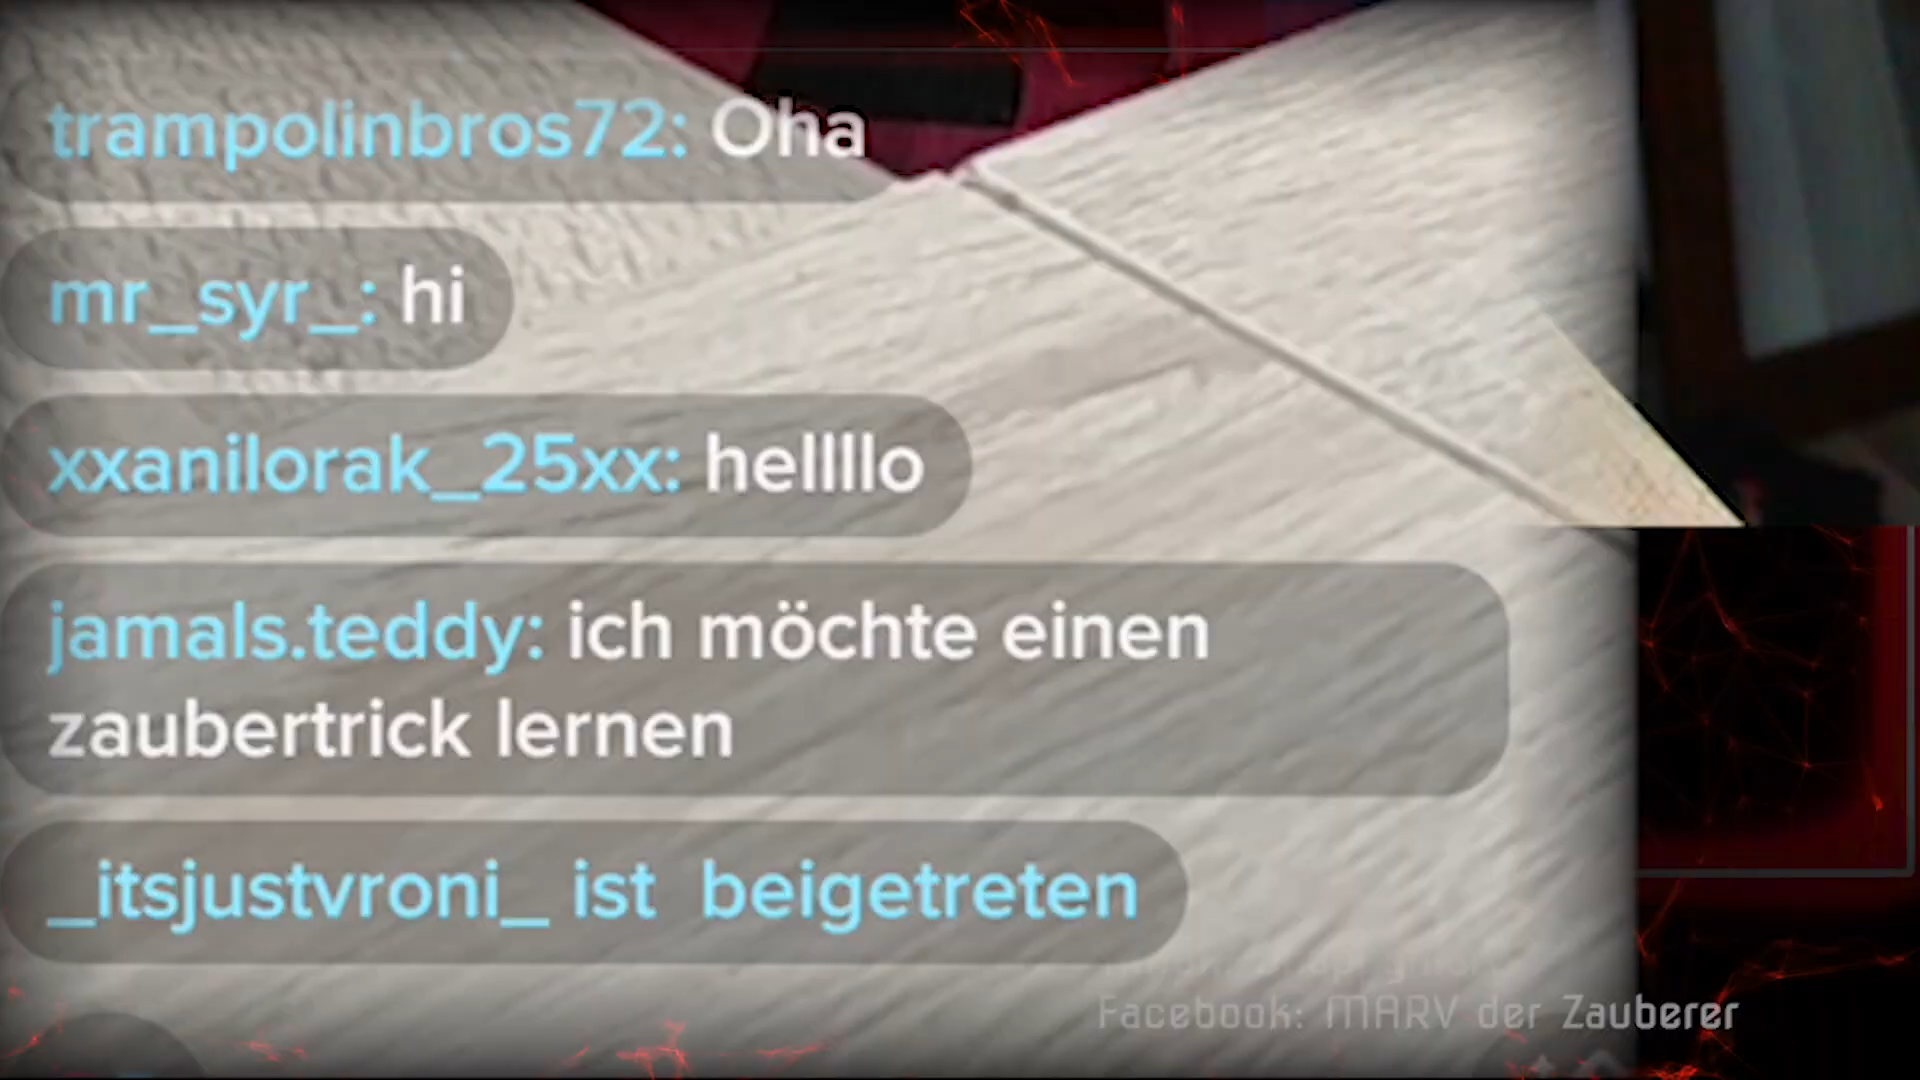 trampolinbros72: Oha
mr_syr_: hi
xxanilorak_25xx: hellllo
jamals.teddy: ich möchte einen
zaubertrick lernen
_itsjustvroni_ ist beigetreten
Facebook: MARV der Zauberer